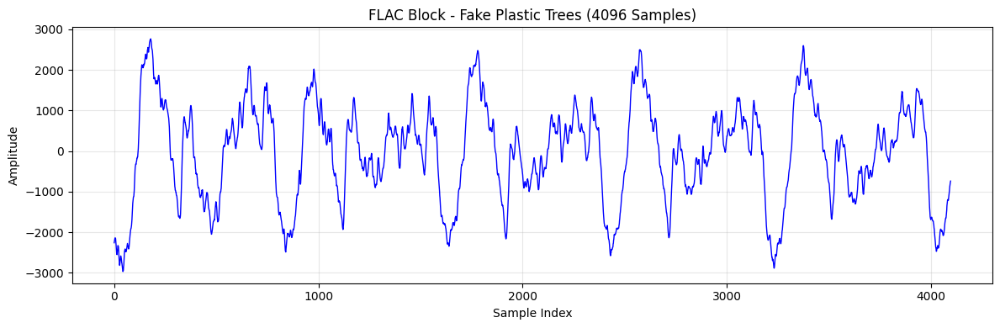 FLAC Block - Fake Plastic Trees (4096 Samples)
Amplitude
3000
2000
1000
0
−1000
−2000
−3000
0 1000 2000 3000 4000
Sample Index